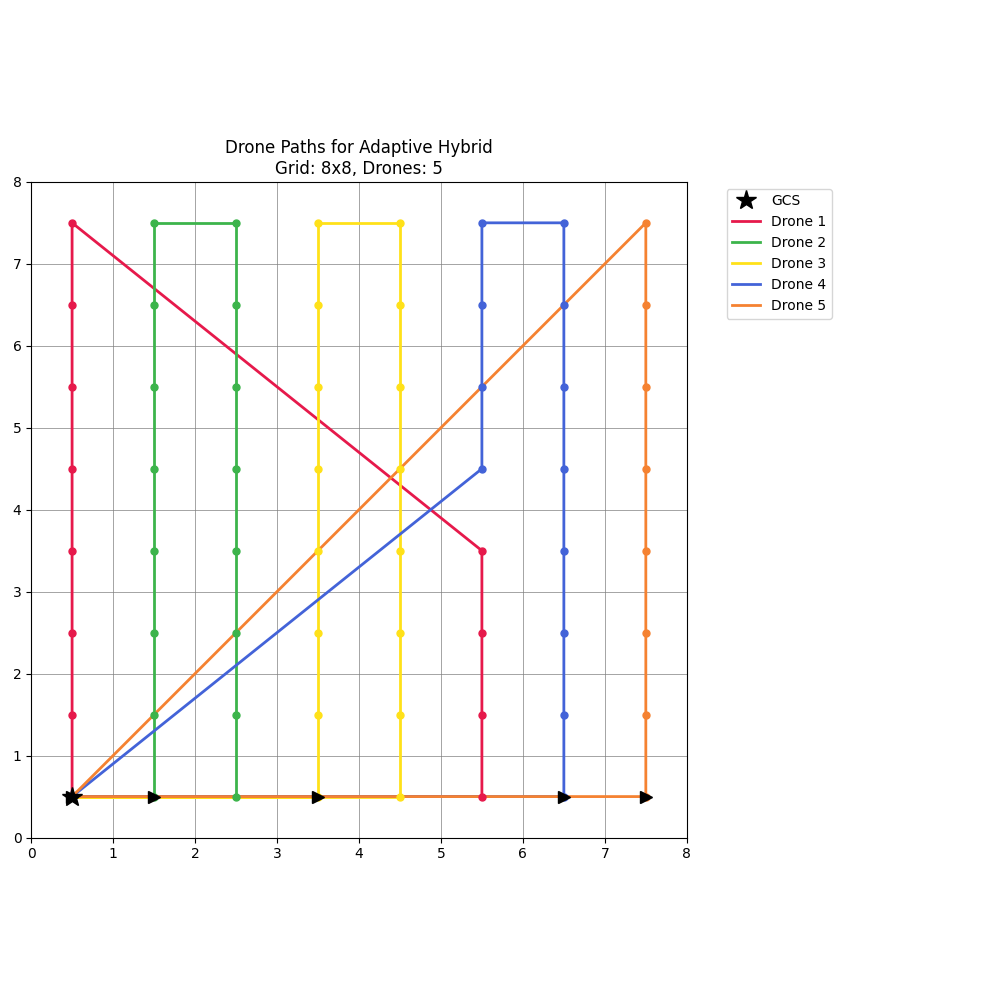 Drone Paths for Adaptive Hybrid
Grid: 8x8, Drones: 5
GCS
Drone 1
Drone 2
Drone 3
Drone 4
Drone 5
8
7
6
5
4
3
2
1
0
0 1 2 3 4 5 6 7 8